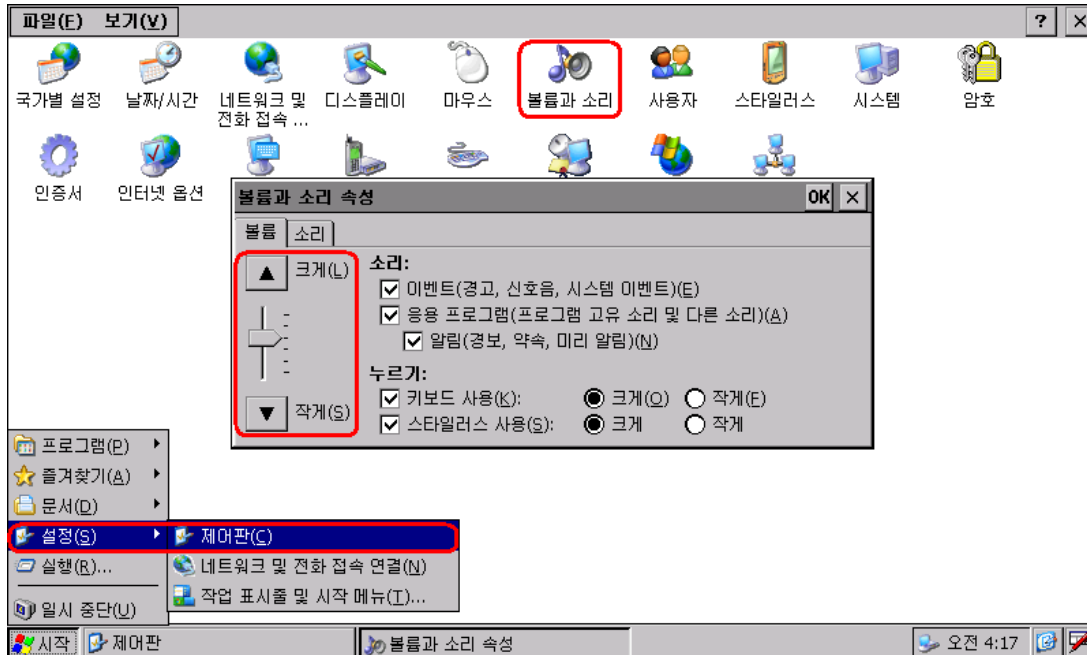 파일(F) 보기(V) ? ×
국가별 설정 날짜/시간 네트워크 및 전화 접속 ... 디스플레이 마우스 볼륨과 소리 사용자 스타일러스 시스템 암호
인증서 인터넷 옵션
볼륨과 소리 속성 OK ×
볼륨 소리
크게(L)
작게(S)
소리:
이벤트(경고, 신호음, 시스템 이벤트)(E)
응용 프로그램(프로그램 고유 소리 및 다른 소리)(A)
알림(경보, 약속, 미리 알림)(N)
누르기:
키보드 사용(K): 크게(O) 작게(F)
스타일러스 사용(S): 크게 작게
프로그램(P)
즐겨찾기(A)
문서(D)
설정(S)
실행(R)...
일시 중단(U)
제어판(C)
네트워크 및 전화 접속 연결(N)
작업 표시줄 및 시작 메뉴(T)...
시작 제어판 볼륨과 소리 속성 오전 4:17